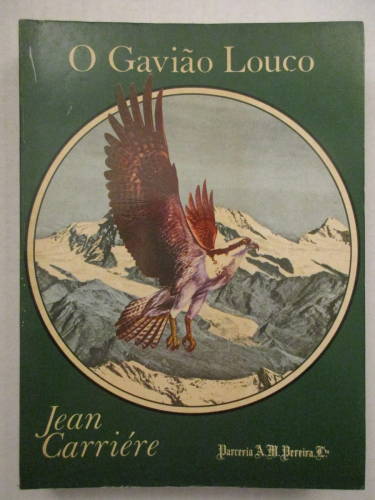 O Gavião Louco
Jean
Carriére
Parceria A. M. Pereira, L.da